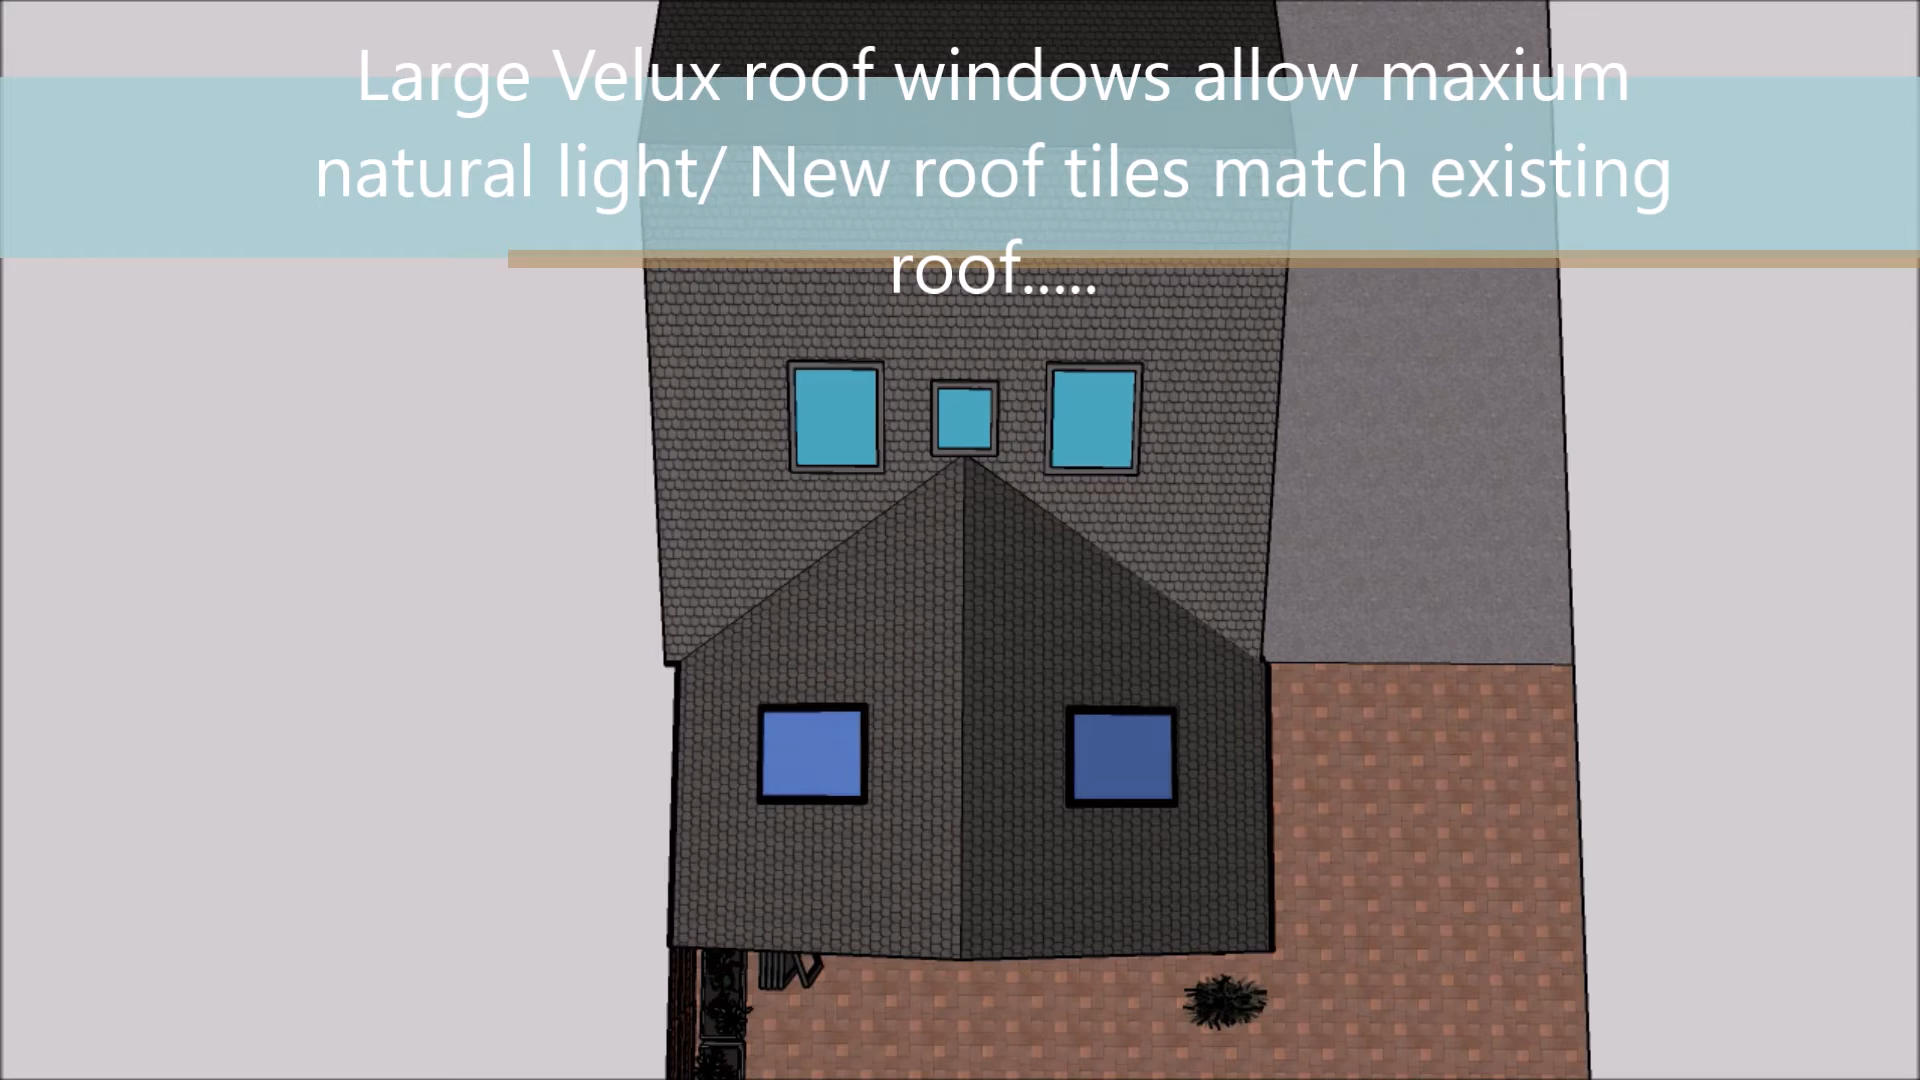 Large Velux roof windows allow maxium
natural light/ New roof tiles match existing
roof.....